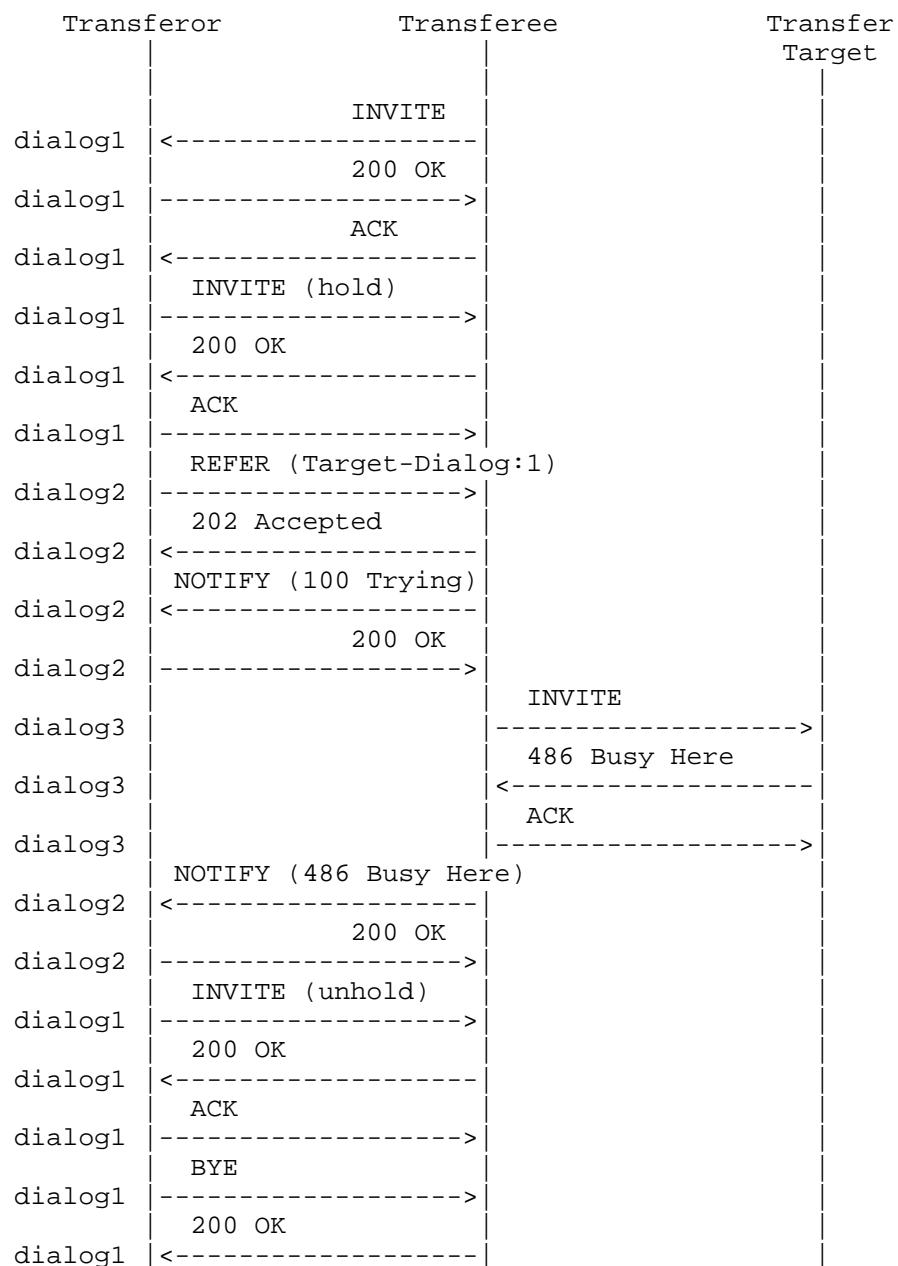 Transferor Transferee Transfer
Target
INVITE
dialog1 |<-------------------|
200 OK
dialog1 |------------------->|
ACK
dialog1 |<-------------------|
INVITE (hold)
dialog1 |------------------->|
200 OK
dialog1 |<-------------------|
ACK
dialog1 |------------------->|
REFER (Target-Dialog:1)
dialog2 |------------------->|
202 Accepted
dialog2 |<-------------------|
NOTIFY (100 Trying)
dialog2 |<-------------------|
200 OK
dialog2 |------------------->|
INVITE
dialog3 |------------------->|
486 Busy Here
dialog3 |<-------------------|
ACK
dialog3 |------------------->|
NOTIFY (486 Busy Here)
dialog2 |<-------------------|
200 OK
dialog2 |------------------->|
INVITE (unhold)
dialog1 |------------------->|
200 OK
dialog1 |<-------------------|
ACK
dialog1 |------------------->|
BYE
dialog1 |------------------->|
200 OK
dialog1 |<-------------------|